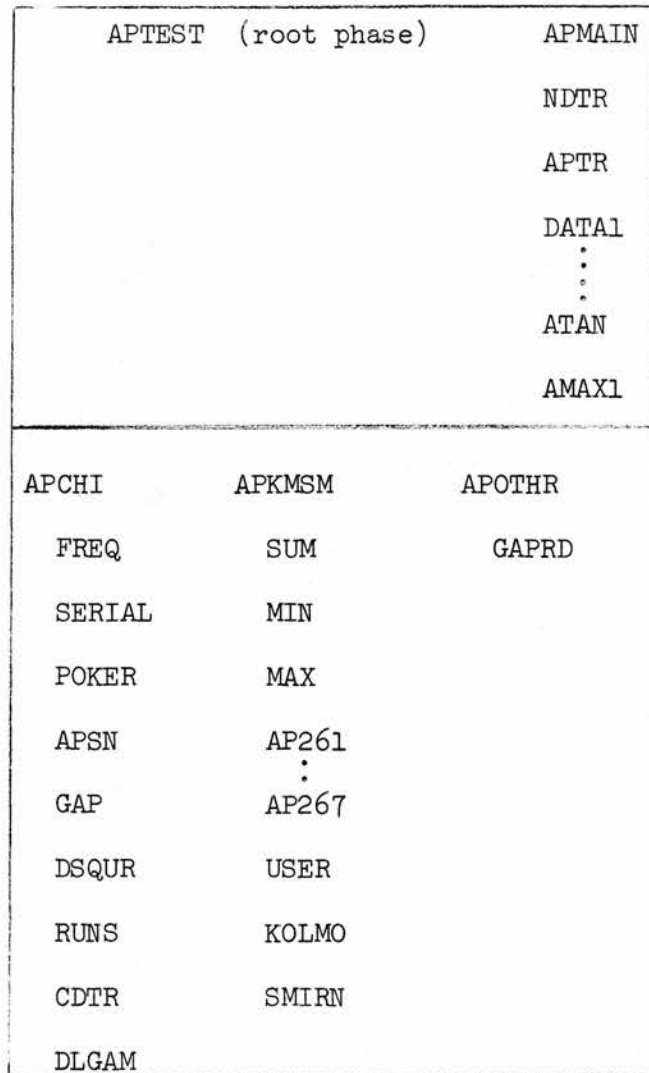 APTEST (root phase) APMAIN
NDTR
APTR
DATA1
ATAN
AMAX1
APCHI APKMSM APOTHR
FREQ SUM GAPRD
SERIAL MIN
POKER MAX
APSN AP261
GAP AP267
DSQUR USER
RUNS KOLMO
CDTR SMIRN
DLGAM